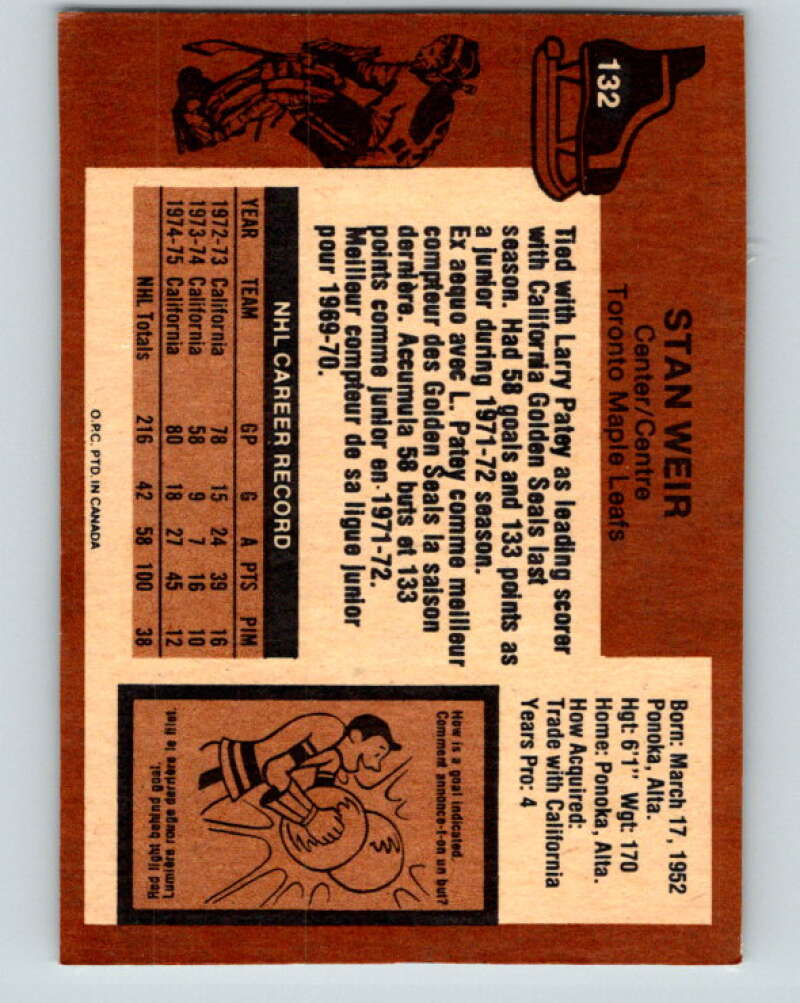 132
STAN WEIR
Center/Centre
Toronto Maple Leafs
Born: March 17, 1952
Ponoka, Alta.
Hgt: 6'1" Wgt: 170
Home: Ponoka, Alta.
How Acquired:
Trade with California
Years Pro: 4
Tied with Larry Patey as leading scorer
with California Golden Seals last
season. Had 58 goals and 133 points as
a junior during 1971-72 season.
Ex aequo avec L. Patey comme meilleur
compteur des Golden Seals la saison
dernière. Accumula 58 buts et 133
points comme junior en 1971-72.
Meilleur compteur de sa ligue junior
pour 1969-70.
NHL CAREER RECORD
YEAR TEAM GP G A PTS PIM
1972-73 California 78 15 24 39 16
1973-74 California 58 9 7 16 10
1974-75 California 80 18 27 45 12
NHL Totals 216 42 58 100 38
How is a goal indicated.
Comment annonce-t-on un but?
Red light behind goal.
Lumière rouge derrière le filet.
O.P.C. PTD. IN CANADA